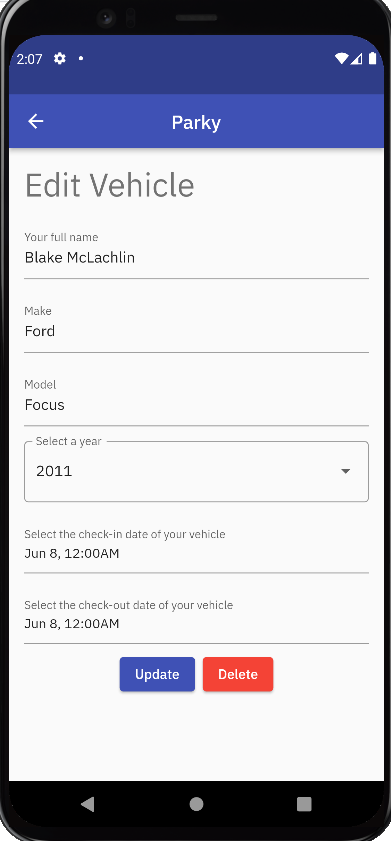 2:07
Parky
Edit Vehicle
Your full name
Blake McLachlin
Make
Ford
Model
Focus
Select a year
2011
Select the check-in date of your vehicle
Jun 8, 12:00AM
Select the check-out date of your vehicle
Jun 8, 12:00AM
Update Delete